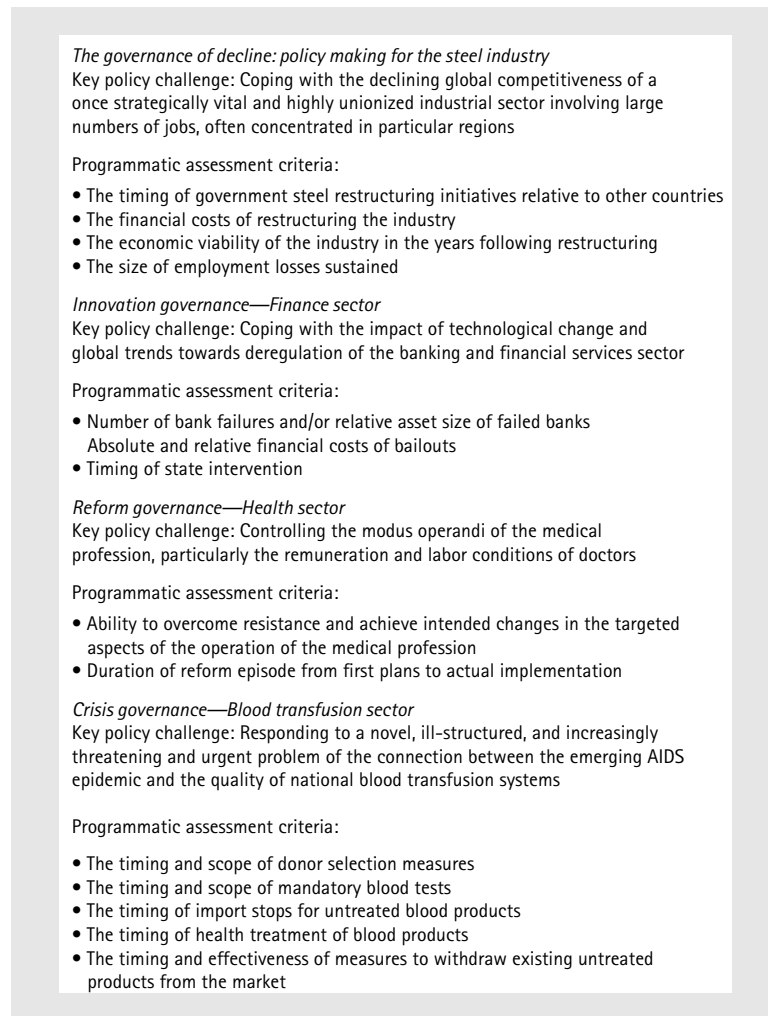 The governance of decline: policy making for the steel industry
Key policy challenge: Coping with the declining global competitiveness of a
once strategically vital and highly unionized industrial sector involving large
numbers of jobs, often concentrated in particular regions
Programmatic assessment criteria:
• The timing of government steel restructuring initiatives relative to other countries
• The financial costs of restructuring the industry
• The economic viability of the industry in the years following restructuring
• The size of employment losses sustained
Innovation governance—Finance sector
Key policy challenge: Coping with the impact of technological change and
global trends towards deregulation of the banking and financial services sector
Programmatic assessment criteria:
• Number of bank failures and/or relative asset size of failed banks
Absolute and relative financial costs of bailouts
• Timing of state intervention
Reform governance—Health sector
Key policy challenge: Controlling the modus operandi of the medical
profession, particularly the remuneration and labor conditions of doctors
Programmatic assessment criteria:
• Ability to overcome resistance and achieve intended changes in the targeted
aspects of the operation of the medical profession
• Duration of reform episode from first plans to actual implementation
Crisis governance—Blood transfusion sector
Key policy challenge: Responding to a novel, ill-structured, and increasingly
threatening and urgent problem of the connection between the emerging AIDS
epidemic and the quality of national blood transfusion systems
Programmatic assessment criteria:
• The timing and scope of donor selection measures
• The timing and scope of mandatory blood tests
• The timing of import stops for untreated blood products
• The timing of health treatment of blood products
• The timing and effectiveness of measures to withdraw existing untreated
products from the market